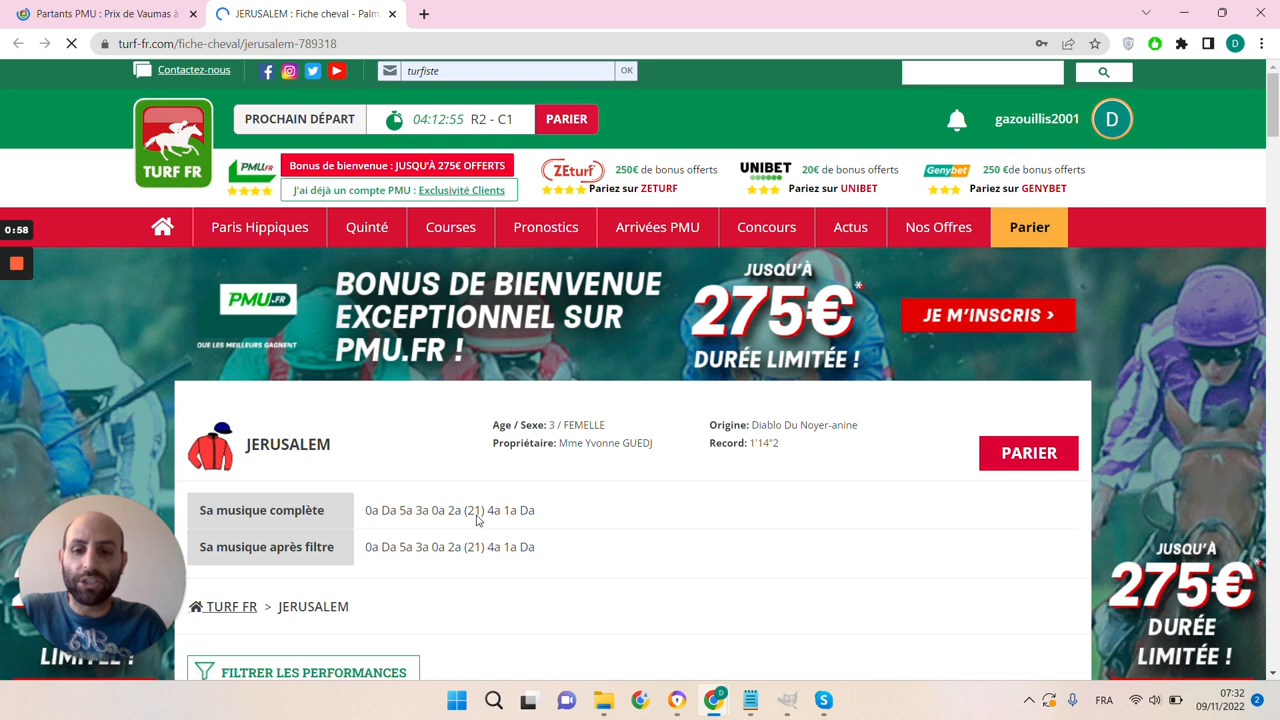 Partants PMU : Prix de Vaumas à
JERUSALEM : Fiche cheval - Palm
turf-fr.com/fiche-cheval/jerusalem-789318
D
Contactez-nous
turfiste
OK
TURF FR
PROCHAIN DÉPART
04:12:55 R2 - C1
PARIER
gazouillis2001
D
PMU.FR
Bonus de bienvenue : JUSQU'À 275€ OFFERTS
J'ai déjà un compte PMU : Exclusivité Clients
ZEturf
250€ de bonus offerts
Pariez sur ZETURF
UNIBET
20€ de bonus offerts
Pariez sur UNIBET
Genybet
250 €de bonus offerts
Pariez sur GENYBET
0:58
Paris Hippiques
Quinté
Courses
Pronostics
Arrivées PMU
Concours
Actus
Nos Offres
Parier
PMU.FR
QUE LES MEILLEURS GAGNENT
BONUS DE BIENVENUE
EXCEPTIONNEL SUR
PMU.FR !
JUSQU'À
275€*
DURÉE LIMITÉE !
JE M'INSCRIS >
JERUSALEM
Age / Sexe: 3 / FEMELLE
Propriétaire: Mme Yvonne GUEDJ
Origine: Diablo Du Noyer-anine
Record: 1'14"2
PARIER
Sa musique complète
0a Da 5a 3a 0a 2a (21) 4a 1a Da
Sa musique après filtre
0a Da 5a 3a 0a 2a (21) 4a 1a Da
TURF FR > JERUSALEM
FILTRER LES PERFORMANCES
JUSQU'À
275€*
DURÉE
LIMITÉE !
D
FRA
07:32
09/11/2022
2